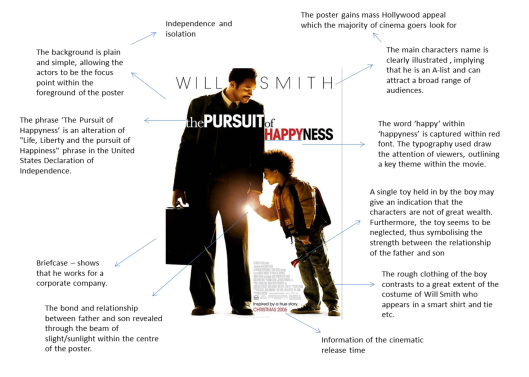 Independence and
isolation
The poster gains mass Hollywood appeal
which the majority of cinema goers look for
The background is plain
and simple, allowing the
actors to be the focus
point within the
foreground of the poster
The main characters name is
clearly illustrated , implying
that he is an A-list and can
attract a broad range of
audiences.
WILL SMITH
The phrase ‘The Pursuit of
Happyness’ is an alteration of
"Life, Liberty and the pursuit of
Happiness" phrase in the United
States Declaration of
Independence.
the PURSUIT of
HAPPYNESS
The word ‘happy’ within
‘happyness’ is captured within red
font. The typography used draw
the attention of viewers, outlining
a key theme within the movie.
A single toy held in by the boy may
give an indication that the
characters are not of great wealth.
Furthermore, the toy seems to
be neglected, thus symbolising the
strength between the relationship
of the father and son
Briefcase – shows
that he works for a
corporate company.
The rough clothing of the boy
contrasts to a great extent of the
costume of Will Smith who
appears in a smart shirt and tie
etc.
The bond and relationship
between father and son revealed
through the beam of
slight/sunlight within the centre
of the poster.
Inspired by a true story.
CHRISTMAS 2006
Information of the cinematic
release time